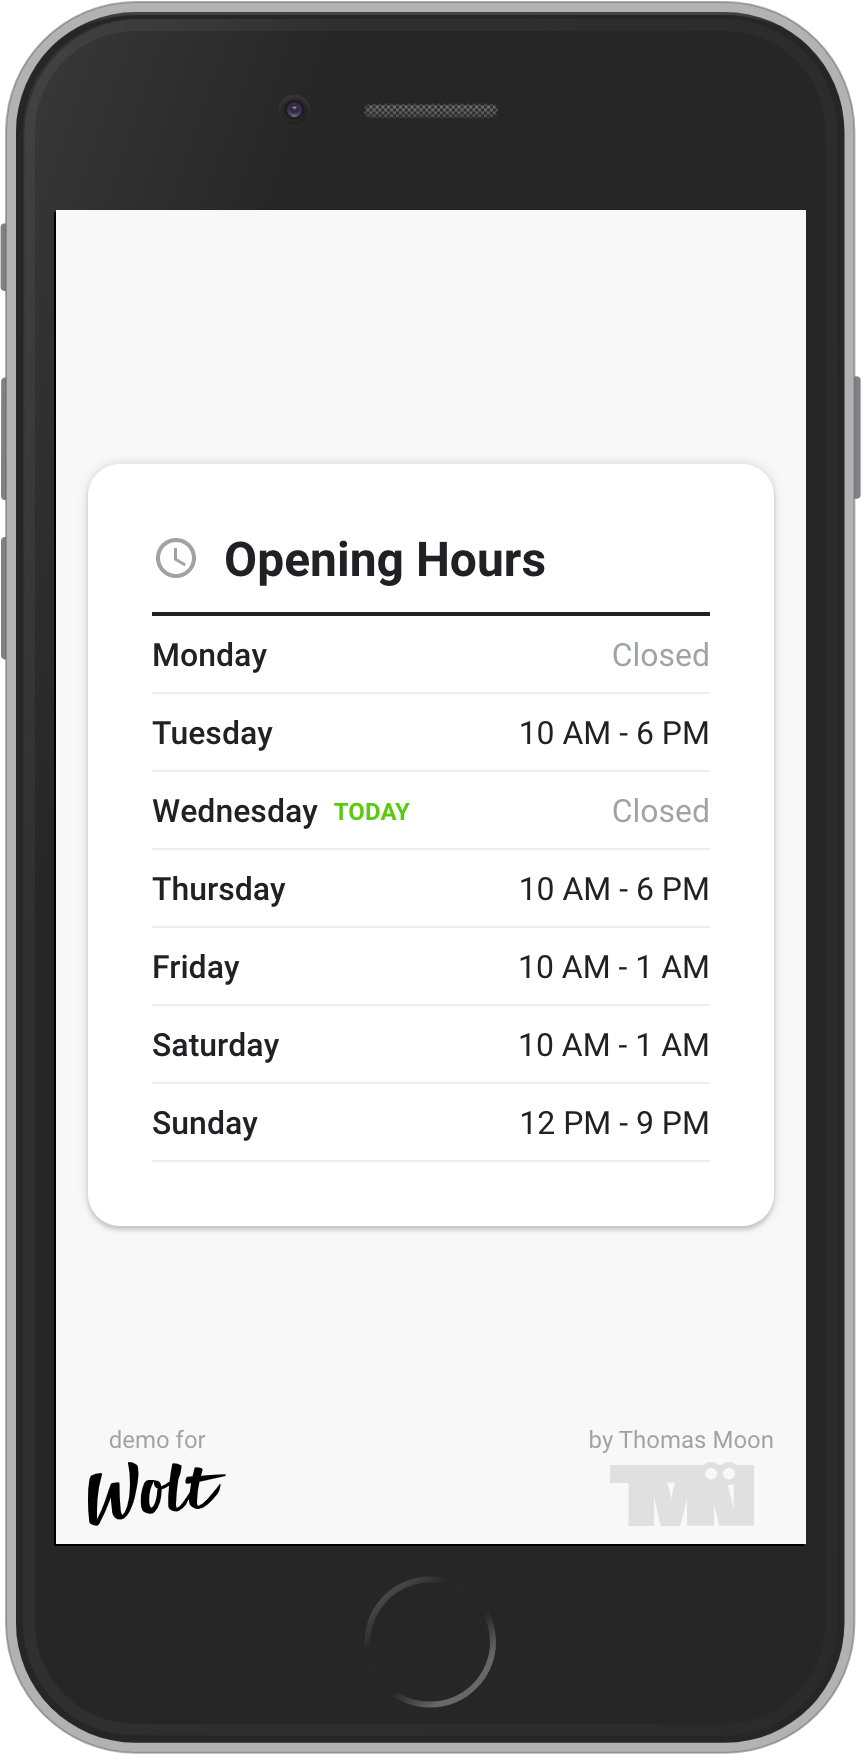 Opening Hours
Monday Closed
Tuesday 10 AM - 6 PM
Wednesday TODAY Closed
Thursday 10 AM - 6 PM
Friday 10 AM - 1 AM
Saturday 10 AM - 1 AM
Sunday 12 PM - 9 PM
demo for by Thomas Moon
Wolt